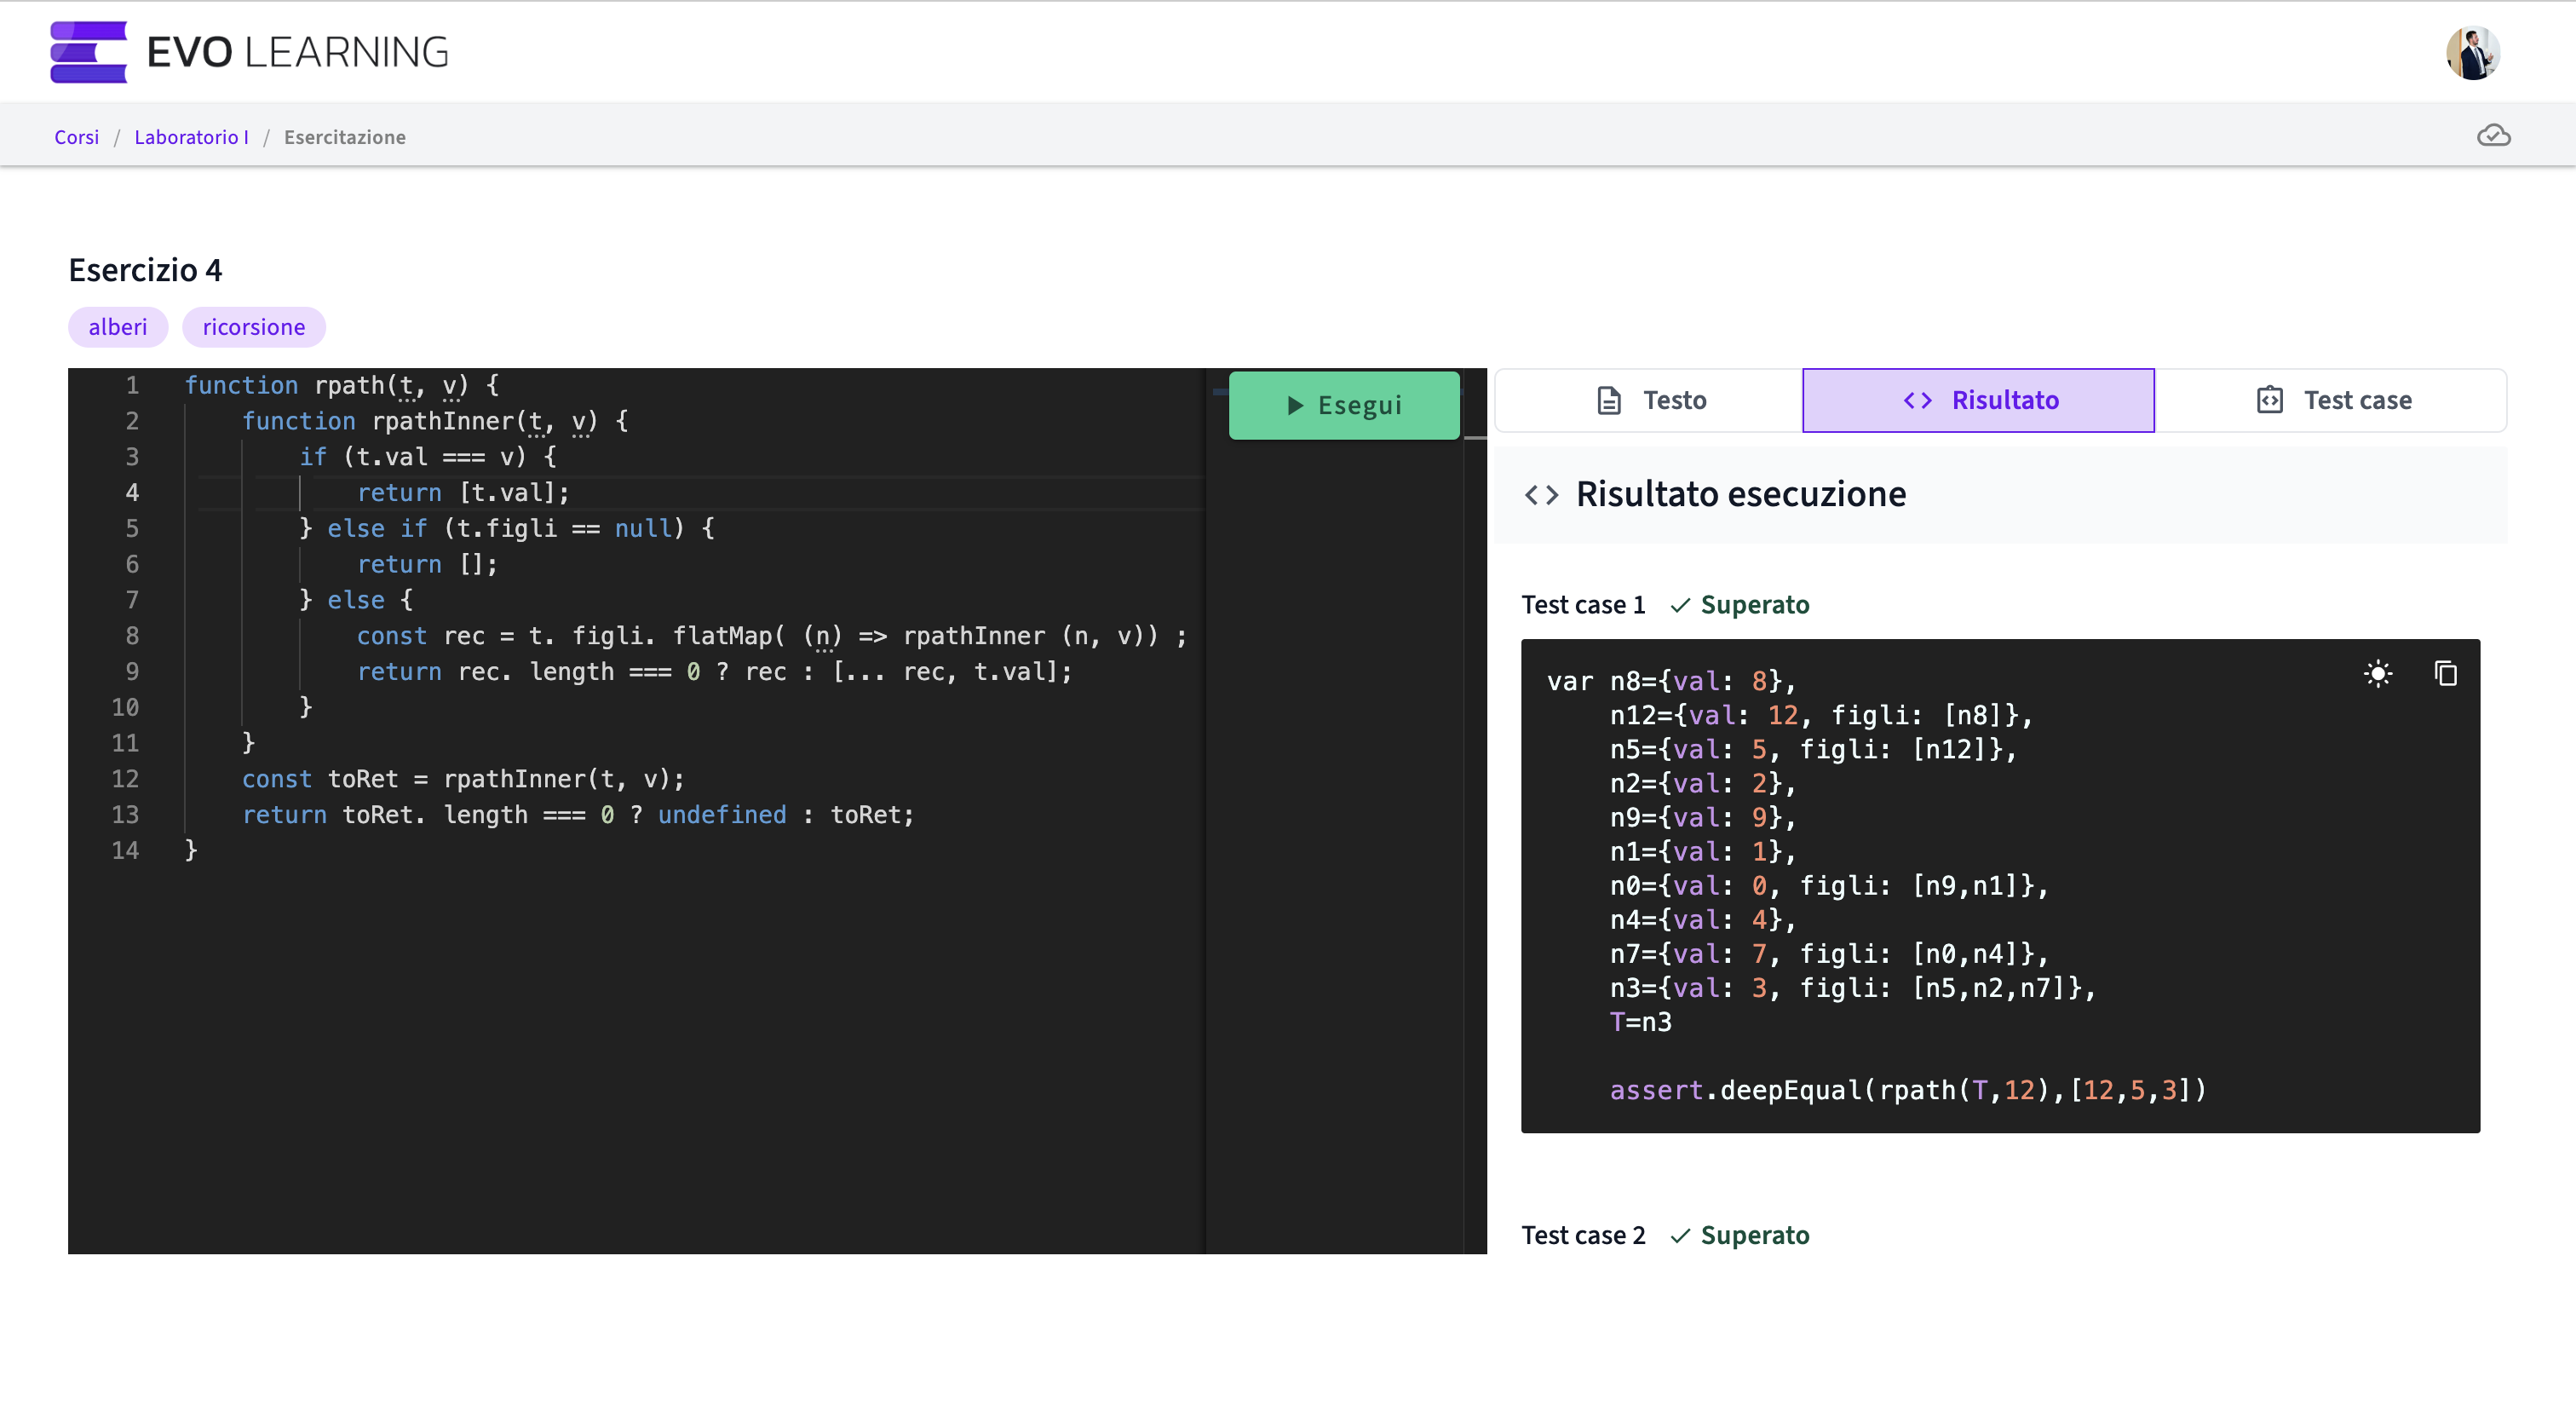 EVO LEARNING
Corsi / Laboratorio I / Esercitazione
Esercizio 4
alberi ricorsione
1 function rpath(t, v) {
2 function rpathInner(t, v) {
3 if (t.val === v) {
4 return [t.val];
5 } else if (t.figli == null) {
6 return [];
7 } else {
8 const rec = t. figli. flatMap( (n) => rpathInner (n, v)) ;
9 return rec. length === 0 ? rec : [... rec, t.val];
10 }
11 }
12 const toRet = rpathInner(t, v);
13 return toRet. length === 0 ? undefined : toRet;
14 }
Esegui
Testo Risultato Test case
Risultato esecuzione
Test case 1 Superato
var n8={val: 8},
n12={val: 12, figli: [n8]},
n5={val: 5, figli: [n12]},
n2={val: 2},
n9={val: 9},
n1={val: 1},
n0={val: 0, figli: [n9,n1]},
n4={val: 4},
n7={val: 7, figli: [n0,n4]},
n3={val: 3, figli: [n5,n2,n7]},
T=n3
assert.deepEqual(rpath(T,12),[12,5,3])
Test case 2 Superato